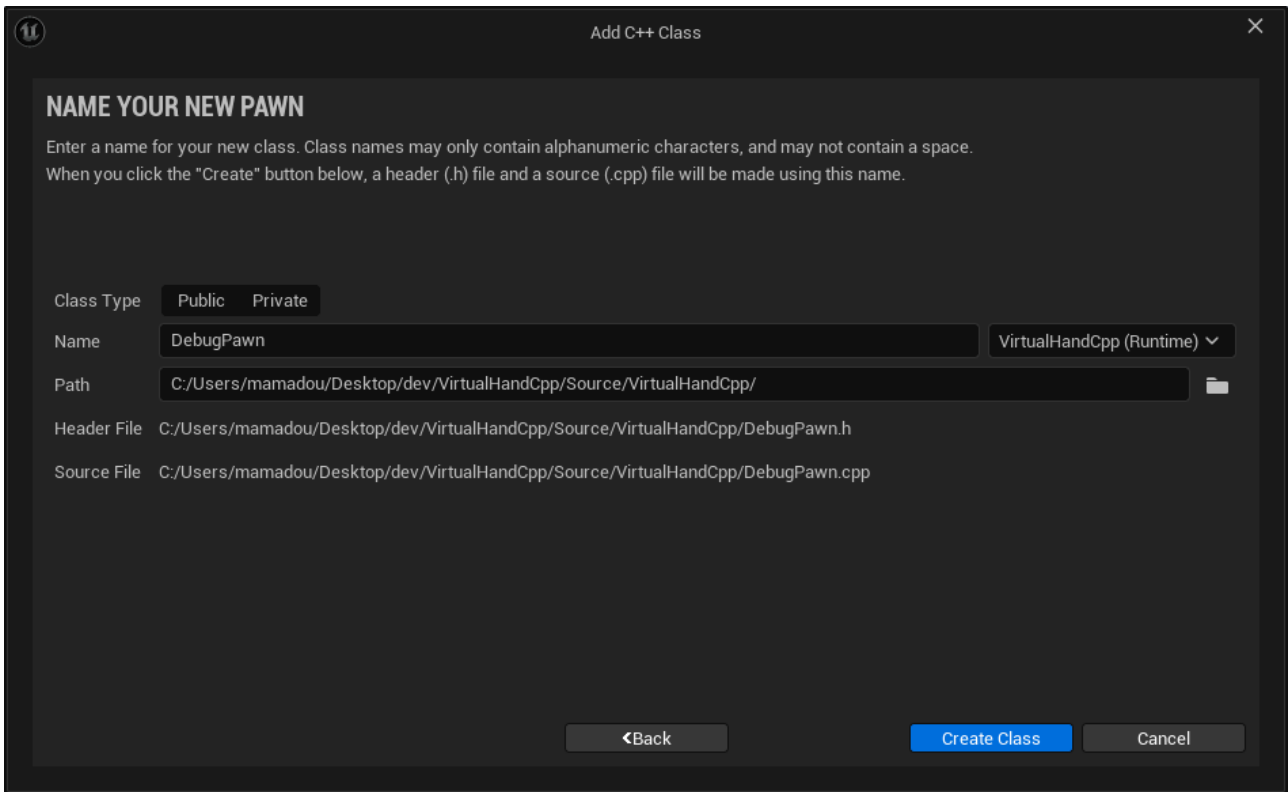 Add C++ Class
NAME YOUR NEW PAWN
Enter a name for your new class. Class names may only contain alphanumeric characters, and may not contain a space.
When you click the "Create" button below, a header (.h) file and a source (.cpp) file will be made using this name.
Class Type Public Private
Name DebugPawn VirtualHandCpp (Runtime)
Path C:/Users/mamadou/Desktop/dev/VirtualHandCpp/Source/VirtualHandCpp/
Header File C:/Users/mamadou/Desktop/dev/VirtualHandCpp/Source/VirtualHandCpp/DebugPawn.h
Source File C:/Users/mamadou/Desktop/dev/VirtualHandCpp/Source/VirtualHandCpp/DebugPawn.cpp
<Back Create Class Cancel